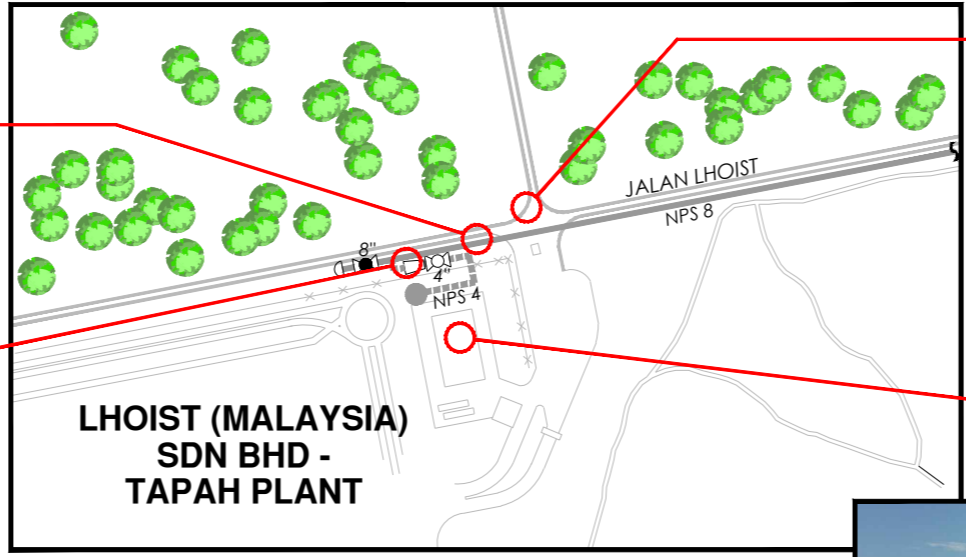 JALAN LHOIST
NPS 8
8"
4"
NPS 4
LHOIST (MALAYSIA)
SDN BHD -
TAPAH PLANT